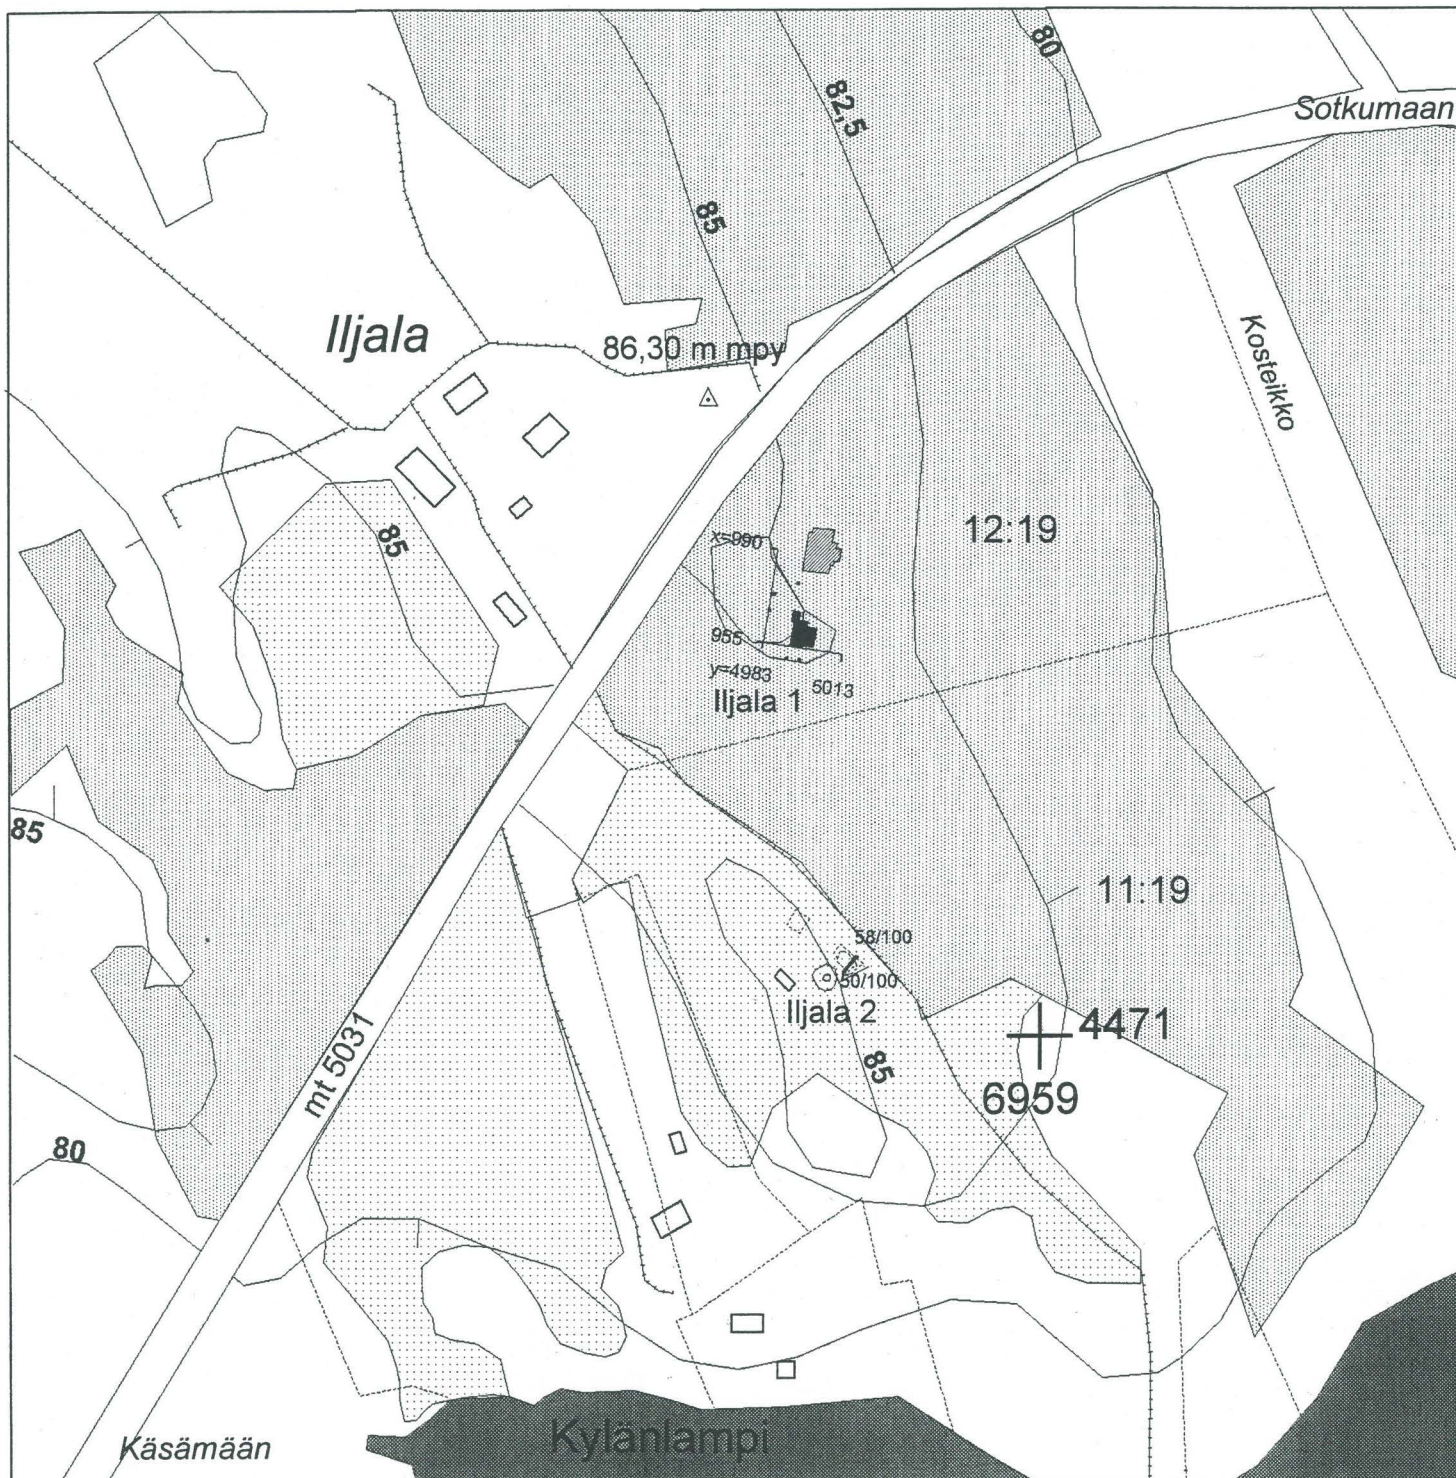 80
82,5
Sotkumaan
85
Iljala
86,30 m mpy
Kosteikko
85
x=990
12:19
955
y=4983
5013
Iljala 1
85
11:19
58/100
50/100
Iljala 2
4471
mt 5031
85
6959
80
Käsämään
Kylänlampi